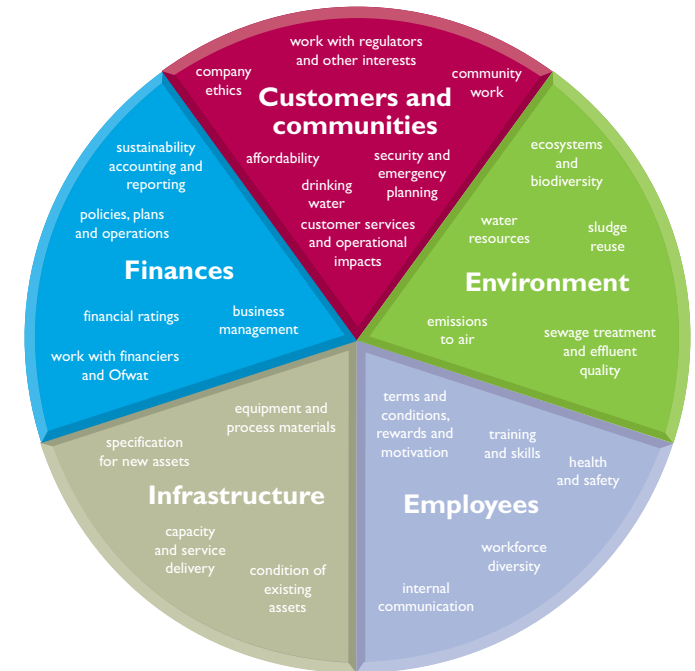 work with regulators
and other interests
company
ethics
community
work
Customers and
communities
affordability
security and
emergency
planning
drinking
water
customer services
and operational
impacts
ecosystems
and
biodiversity
water
resources
sludge
reuse
Environment
emissions
to air
sewage treatment
and effluent
quality
terms and
conditions,
rewards and
motivation
training
and skills
health
and safety
Employees
workforce
diversity
internal
communication
equipment and
process materials
specification
for new assets
Infrastructure
capacity
and service
delivery
condition of
existing
assets
sustainability
accounting and
reporting
policies, plans
and operations
Finances
financial ratings
business
management
work with financiers
and Ofwat